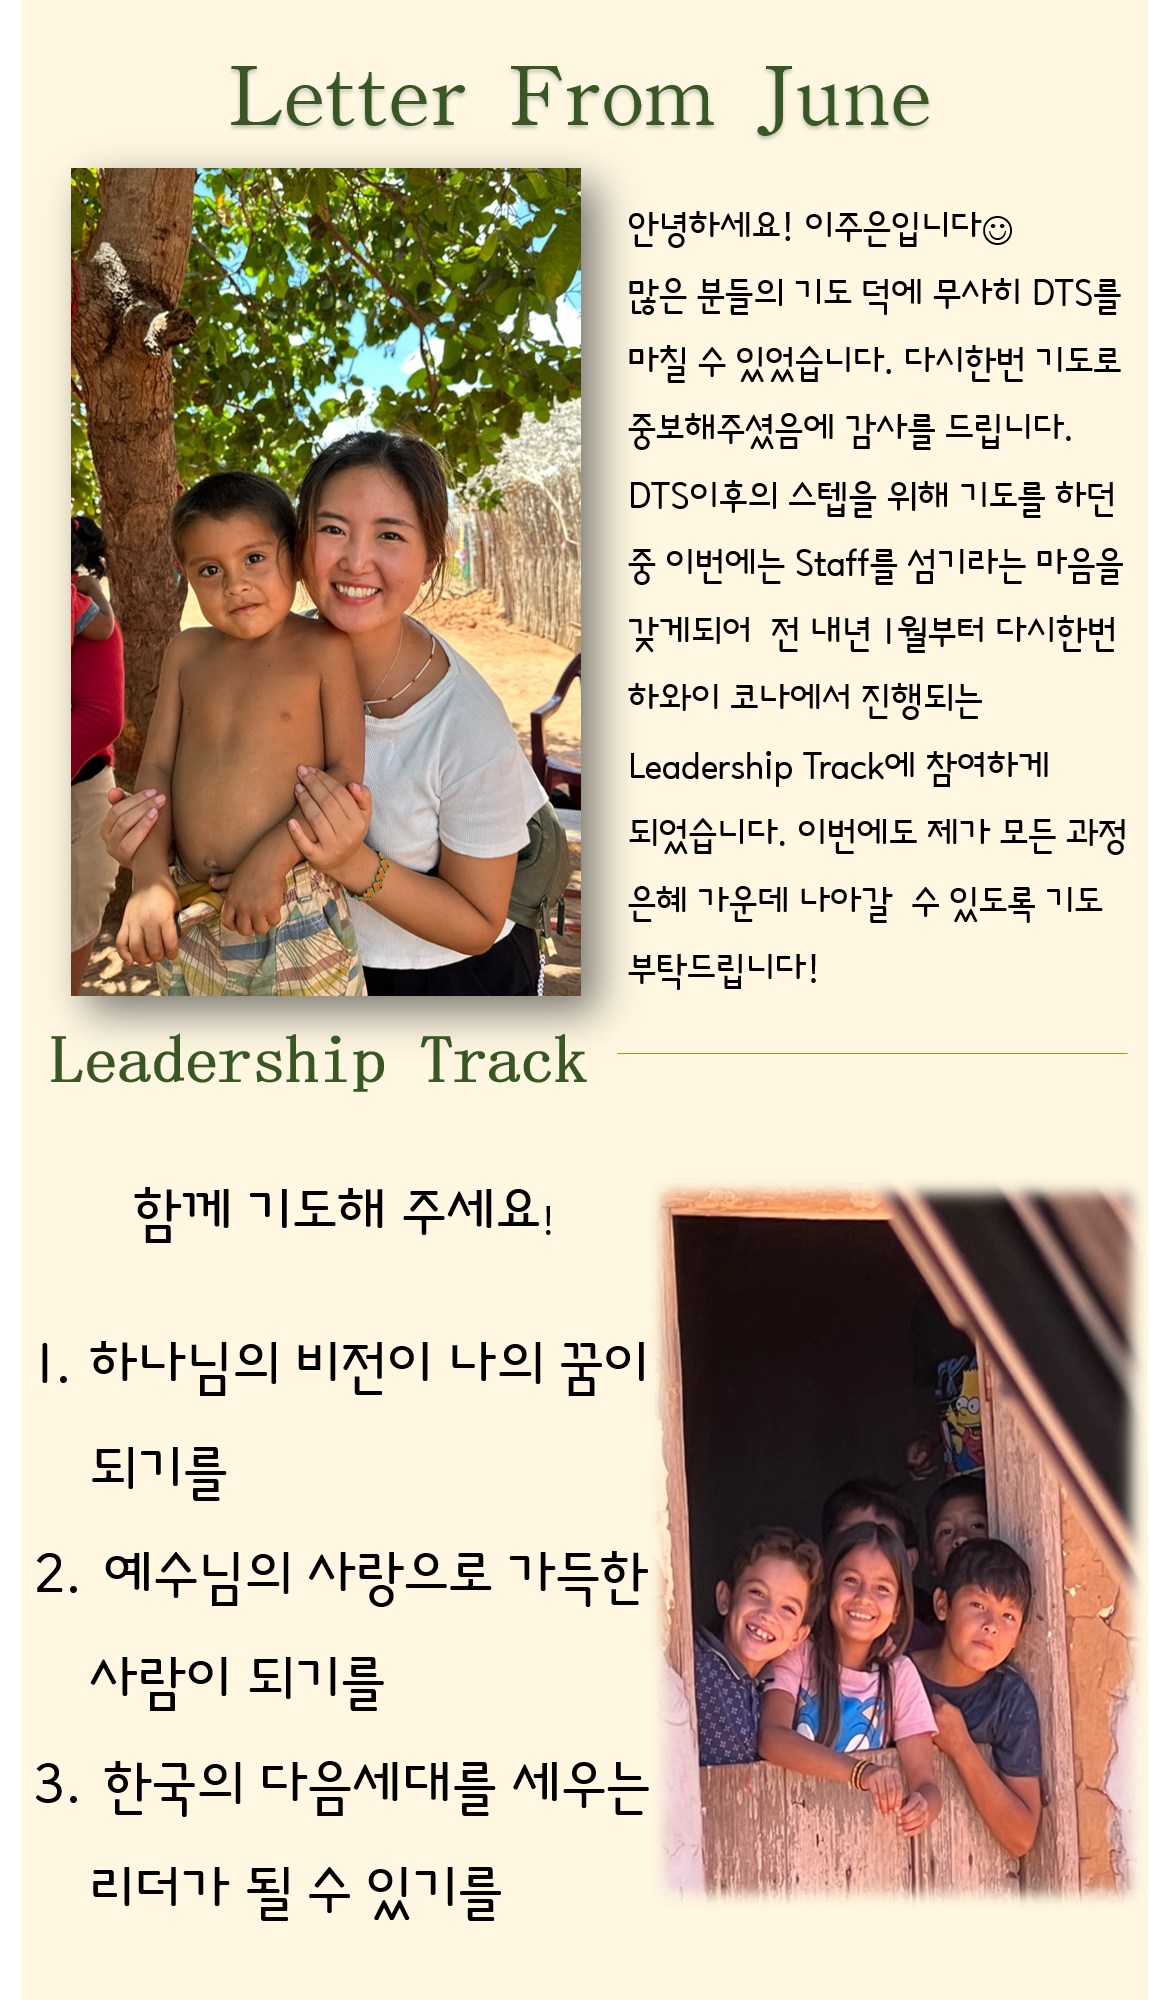 Letter From June
안녕하세요! 이주은입니다☺
많은 분들의 기도 덕에 무사히 DTS를
마칠 수 있었습니다. 다시한번 기도로
중보해주셨음에 감사를 드립니다.
DTS이후의 스텝을 위해 기도를 하던
중 이번에는 Staff를 섬기라는 마음을
갖게되어 전 내년 1월부터 다시한번
하와이 코나에서 진행되는
Leadership Track에 참여하게
되었습니다. 이번에도 제가 모든 과정
은혜 가운데 나아갈 수 있도록 기도
부탁드립니다!
Leadership Track
함께 기도해 주세요!
1. 하나님의 비전이 나의 꿈이
되기를
2. 예수님의 사랑으로 가득한
사람이 되기를
3. 한국의 다음세대를 세우는
리더가 될 수 있기를